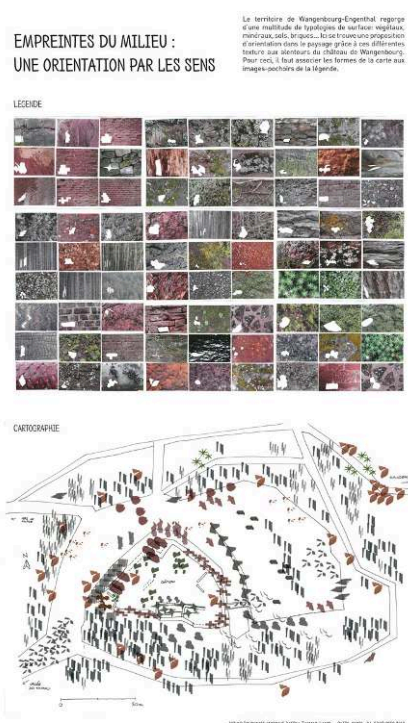 EMPREINTES DU MILIEU :
UNE ORIENTATION PAR LES SENS
Le territoire de Wangenbourg-Engenthal regorge
d'une multitude de typologies de surface: végétaux,
minéraux, sols, briques... Ici se trouve une proposition
d'orientation dans le paysage grâce à ces différentes
texture aux alentours du château de Wangenbourg.
Pour ceci, il faut associer les formes de la carte aux
images-pochoirs de la légende.
LÉGENDE
CARTOGRAPHIE
N
0
50m